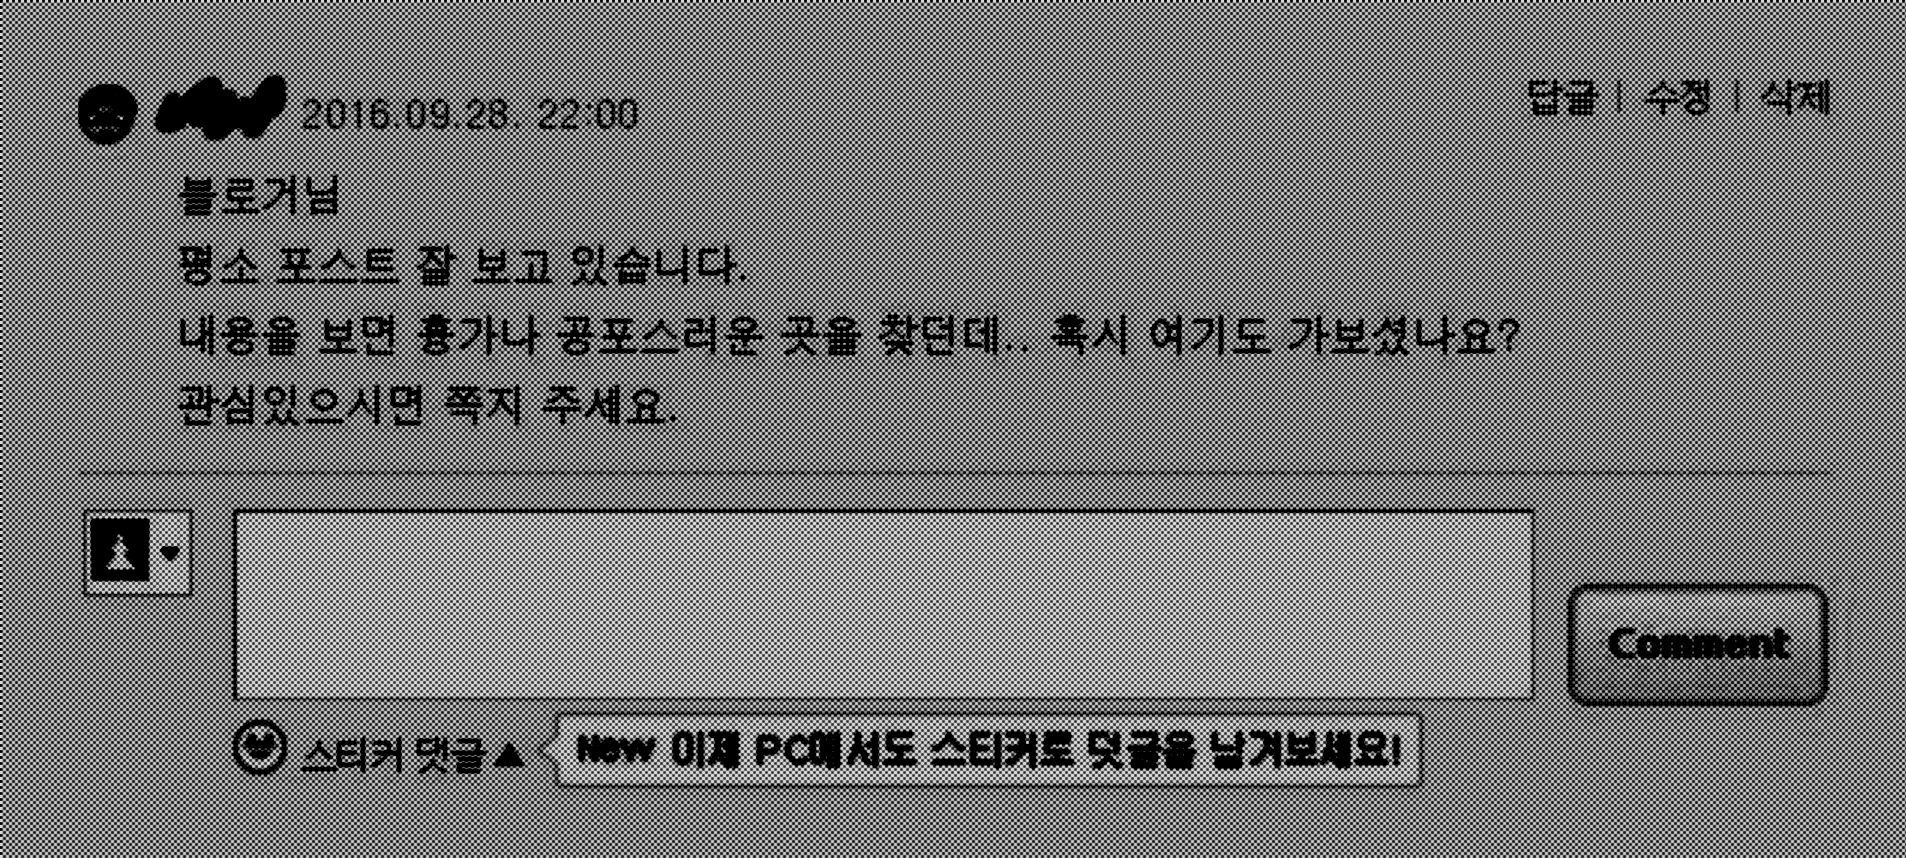 2016.09.28. 22:00
답글 | 수정 | 삭제
블로거님
평소 포스트 잘 보고 있습니다.
내용을 보면 흉가나 공포스러운 곳을 찾던데.. 혹시 여기도 가보셨나요?
관심있으시면 쪽지 주세요.
Comment
스티커 댓글▲
New 이제 PC에서도 스티커로 덧글을 남겨보세요!